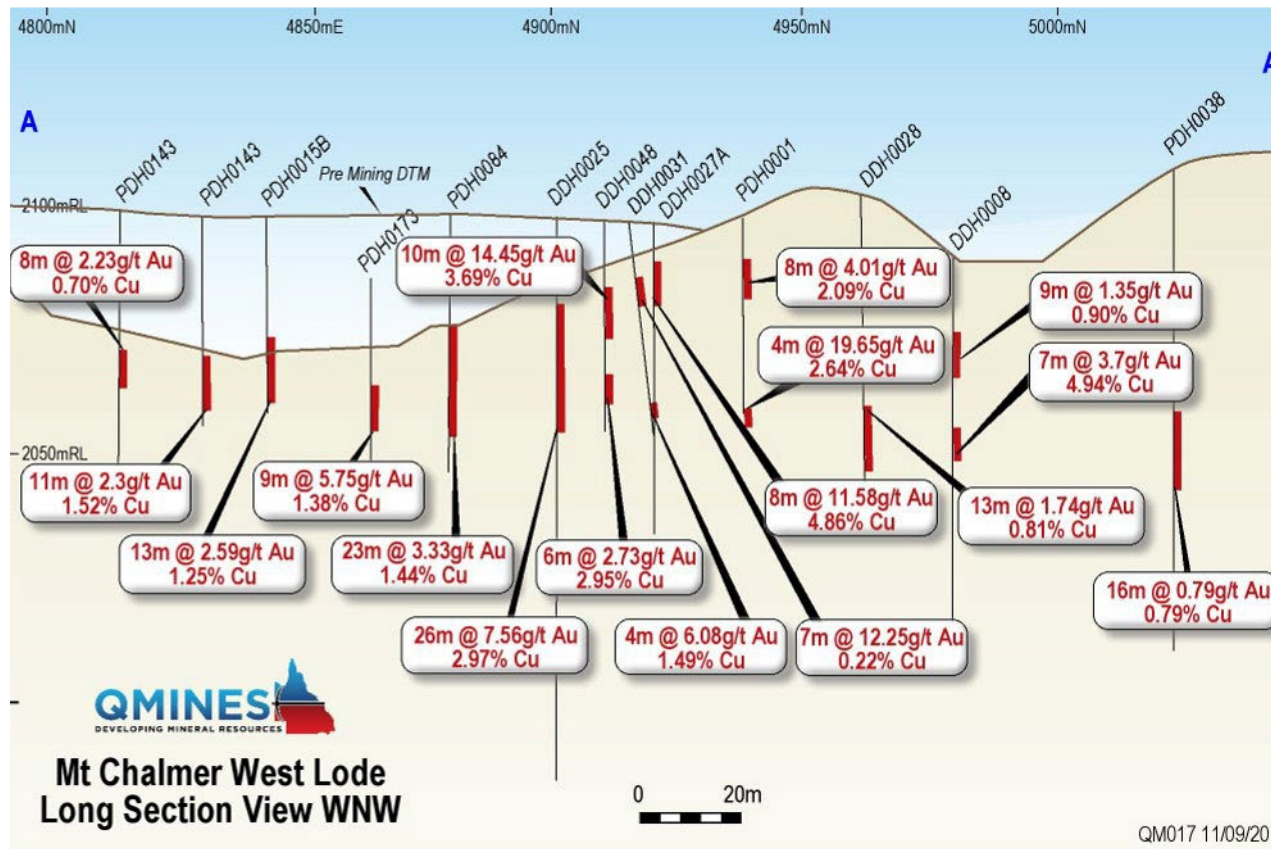 4800mN
4850mE
4900mN
4950mN
5000mN
A
A
PDH0143
PDH0143
PDH0015B
Pre Mining DTM
PDH0173
PDH0084
DDH0025
DDH0048
DDH0031
DDH0027A
PDH0001
DDH0028
DDH0008
PDH0038
2100mRL
8m @ 2.23g/t Au
0.70% Cu
10m @ 14.45g/t Au
3.69% Cu
8m @ 4.01g/t Au
2.09% Cu
9m @ 1.35g/t Au
0.90% Cu
4m @ 19.65g/t Au
2.64% Cu
7m @ 3.7g/t Au
4.94% Cu
2050mRL
11m @ 2.3g/t Au
1.52% Cu
9m @ 5.75g/t Au
1.38% Cu
8m @ 11.58g/t Au
4.86% Cu
13m @ 1.74g/t Au
0.81% Cu
13m @ 2.59g/t Au
1.25% Cu
23m @ 3.33g/t Au
1.44% Cu
6m @ 2.73g/t Au
2.95% Cu
16m @ 0.79g/t Au
0.79% Cu
26m @ 7.56g/t Au
2.97% Cu
4m @ 6.08g/t Au
1.49% Cu
7m @ 12.25g/t Au
0.22% Cu
QMINES
DEVELOPING MINERAL RESOURCES
Mt Chalmer West Lode
Long Section View WNW
0 20m
QM017 11/09/20